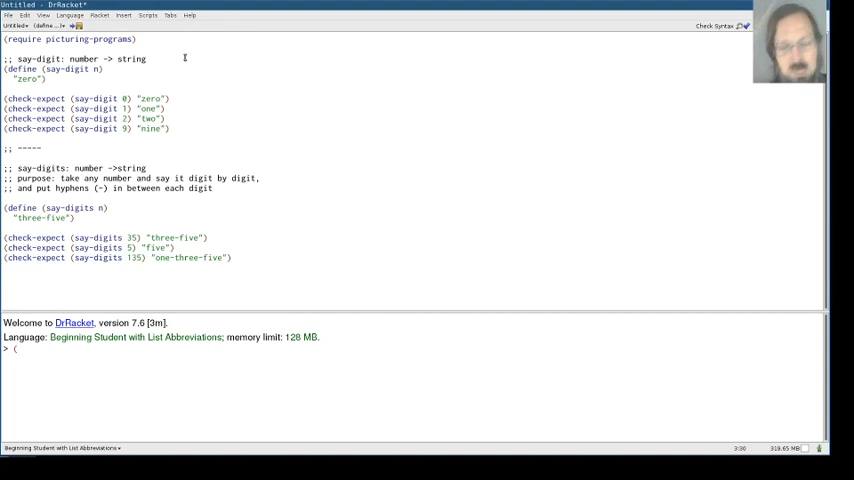 Untitled - DrRacket*
File Edit View Language Racket Insert Scripts Tabs Help
Untitled▾ (define ...)▾ Check Syntax
(require picturing-programs)
;; say-digit: number -> string
(define (say-digit n)
"zero")
(check-expect (say-digit 0) "zero")
(check-expect (say-digit 1) "one")
(check-expect (say-digit 2) "two")
(check-expect (say-digit 9) "nine")
;; -----
;; say-digits: number ->string
;; purpose: take any number and say it digit by digit,
;; and put hyphens (-) in between each digit
(define (say-digits n)
"three-five")
(check-expect (say-digits 35) "three-five")
(check-expect (say-digits 5) "five")
(check-expect (say-digits 135) "one-three-five")
Welcome to DrRacket, version 7.6 [3m].
Language: Beginning Student with List Abbreviations; memory limit: 128 MB.
> (
Beginning Student with List Abbreviations▾ 3:30 319.65 MB